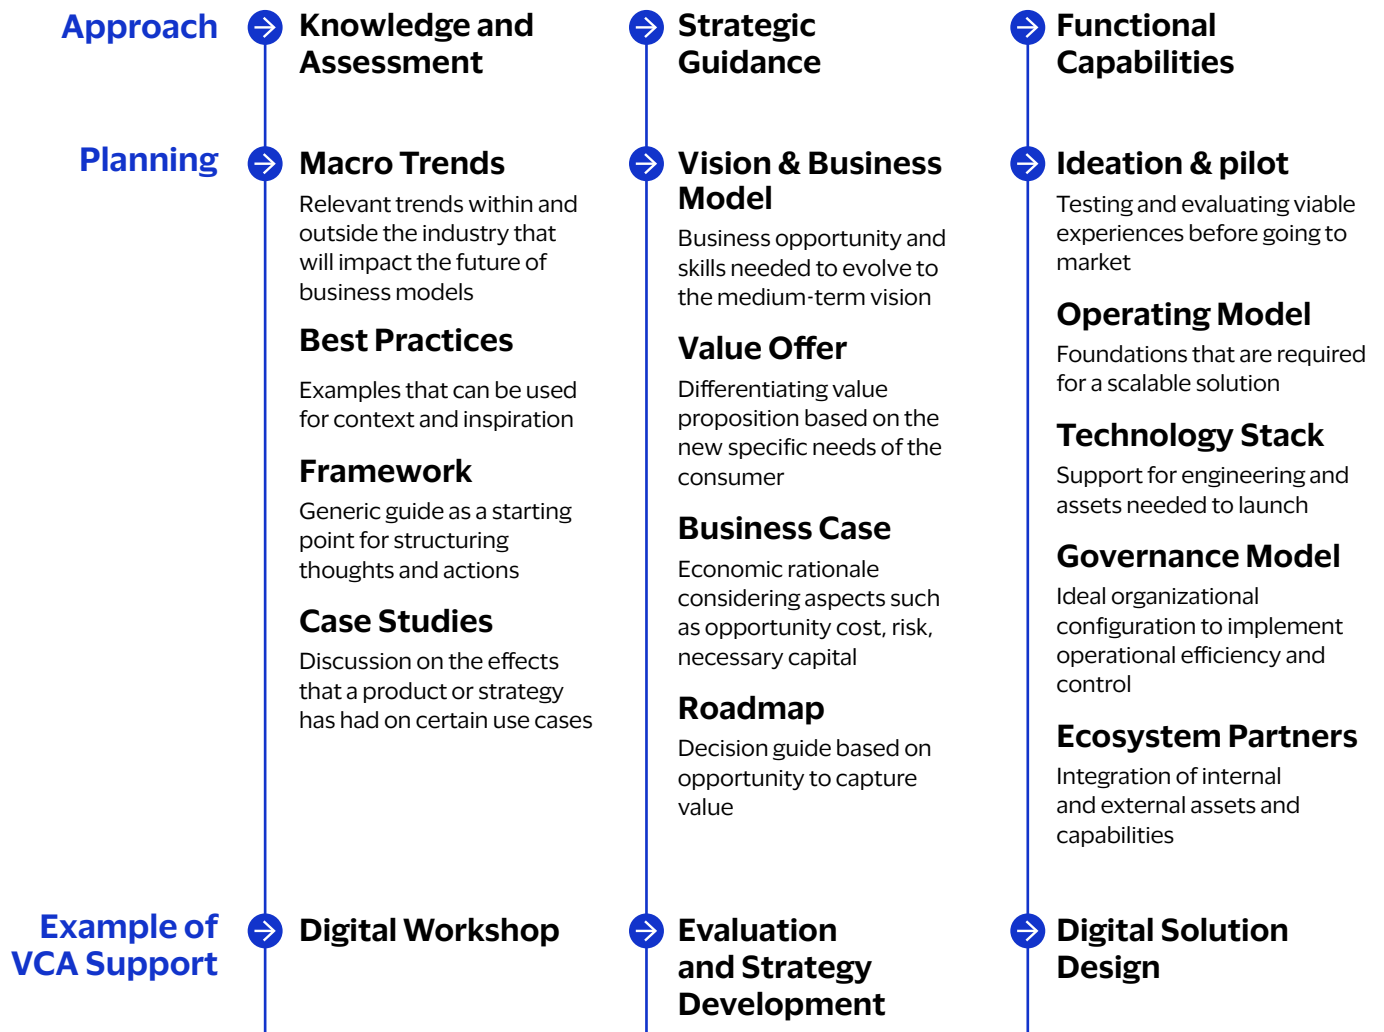 Approach
Knowledge and
Assessment
Strategic
Guidance
Functional
Capabilities
Planning
Macro Trends
Relevant trends within and
outside the industry that
will impact the future of
business models
Best Practices
Examples that can be used
for context and inspiration
Framework
Generic guide as a starting
point for structuring
thoughts and actions
Case Studies
Discussion on the effects
that a product or strategy
has had on certain use cases
Vision & Business
Model
Business opportunity and
skills needed to evolve to
the medium-term vision
Value Offer
Differentiating value
proposition based on the
new specific needs of the
consumer
Business Case
Economic rationale
considering aspects such
as opportunity cost, risk,
necessary capital
Roadmap
Decision guide based on
opportunity to capture
value
Ideation & pilot
Testing and evaluating viable
experiences before going to
market
Operating Model
Foundations that are required
for a scalable solution
Technology Stack
Support for engineering and
assets needed to launch
Governance Model
Ideal organizational
configuration to implement
operational efficiency and
control
Ecosystem Partners
Integration of internal
and external assets and
capabilities
Example of
VCA Support
Digital Workshop
Evaluation
and Strategy
Development
Digital Solution
Design